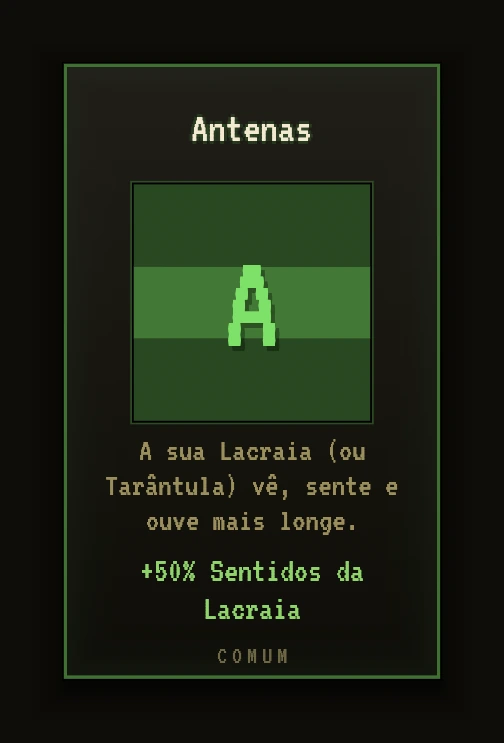 Antenas
A
A sua Lacraia (ou
Tarântula) vê, sente e
ouve mais longe.
+50% Sentidos da
Lacraia
COMUM